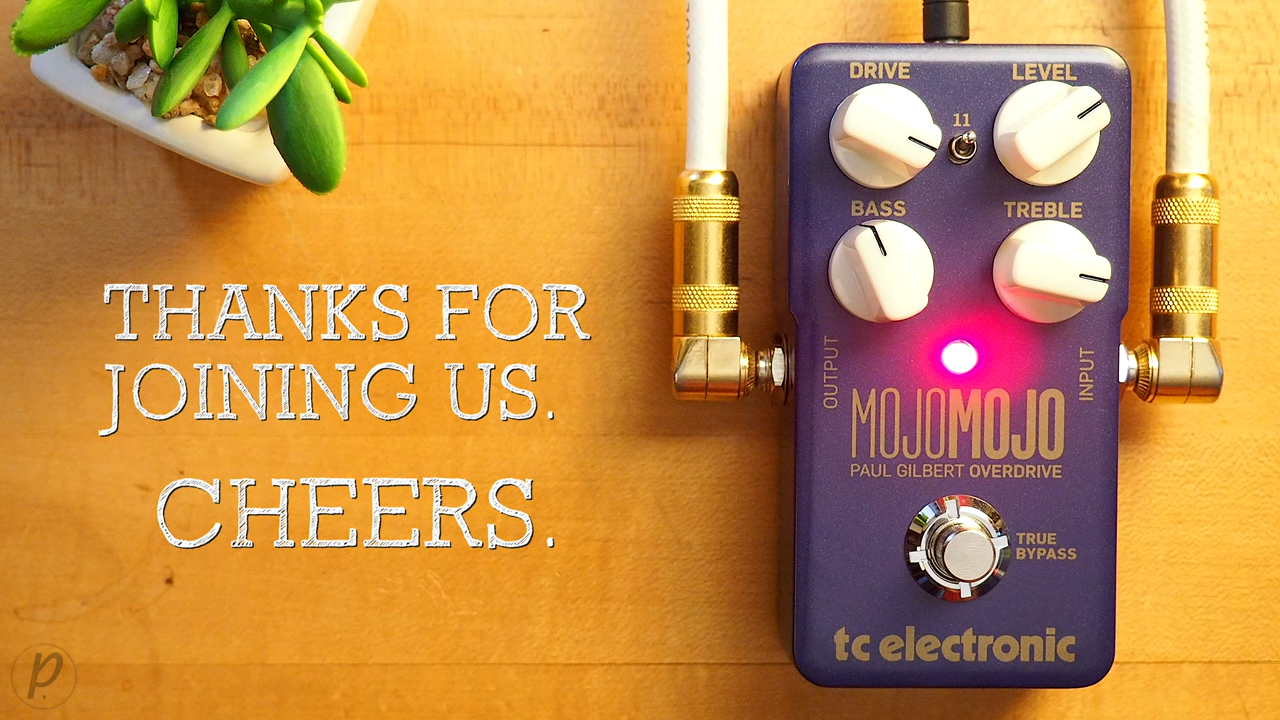 THANKS FOR
JOINING US.
CHEERS.
DRIVE
LEVEL
11
BASS
TREBLE
OUTPUT
INPUT
MOJOMOJO
PAUL GILBERT OVERDRIVE
TRUE
BYPASS
tc electronic
p.